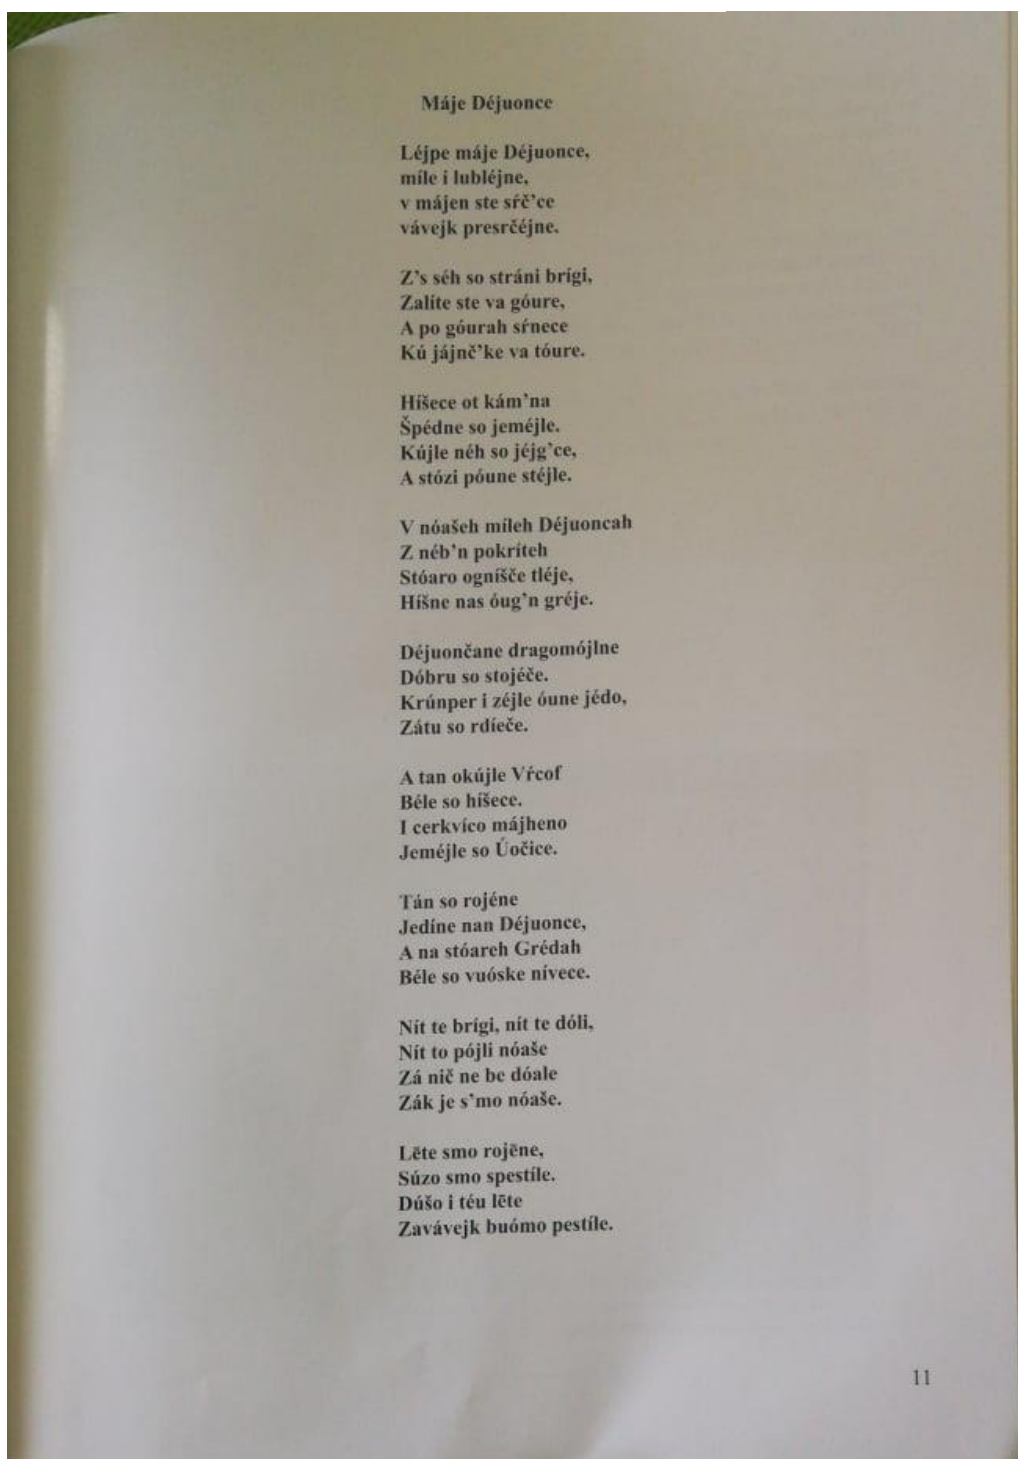 Máje Déjuonce
Léjpe máje Déjuonce,
míle i lubléjne,
v májen ste sŕč’ce
vávejk presrčéjne.
Z’s séh so stráni brígi,
Zalíte ste va góure,
A po góurah sŕnece
Kú jájnč’ke va tóure.
Híšece ot kám’na
Špédne so jeméjle.
Kújle néh so jéjg’ce,
A stózi póune stéjle.
V nóašeh míleh Déjuoncah
Z néb’n pokríteh
Stóaro ogníšče tléje,
Híšne nas óug’n gréje.
Déjuončane dragomójlne
Dóbru so stojéče.
Krúnper i zéjle óune jédo,
Zátu so rdíeče.
A tan okújle Vŕcof
Béle so híšece.
I cerkvíco májheno
Jeméjle so Úočice.
Tán so rojéne
Jedíne nan Déjuonce,
A na stóareh Grédah
Béle so vuóske nívece.
Nít te brígi, nít te dóli,
Nít to pójli nóaše
Zá nič ne be dóale
Zák je s’mo nóaše.
Lēte smo rojēne,
Súzo smo spestíle.
Dúšo i téu lēte
Zavávejk buómo pestíle.
11